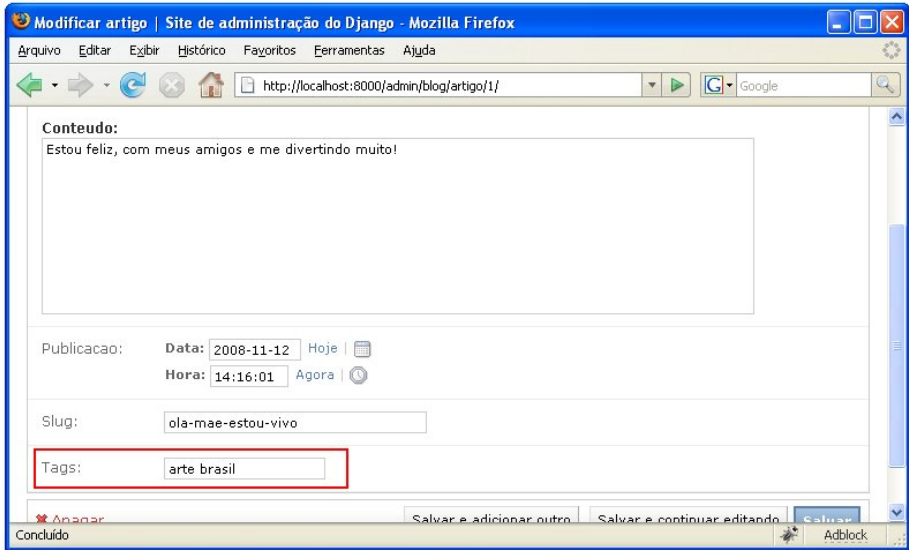 Modificar artigo | Site de administração do Django - Mozilla Firefox
Arquivo Editar Exibir Histórico Favoritos Ferramentas Ajuda
http://localhost:8000/admin/blog/artigo/1/ G Google
Conteudo:
Estou feliz, com meus amigos e me divertindo muito!
Publicacao: Data: 2008-11-12 Hoje |
Hora: 14:16:01 Agora |
Slug: ola-mae-estou-vivo
Tags: arte brasil
Apagar Salvar e adicionar outro Salvar e continuar editando Salvar
Concluído Adblock